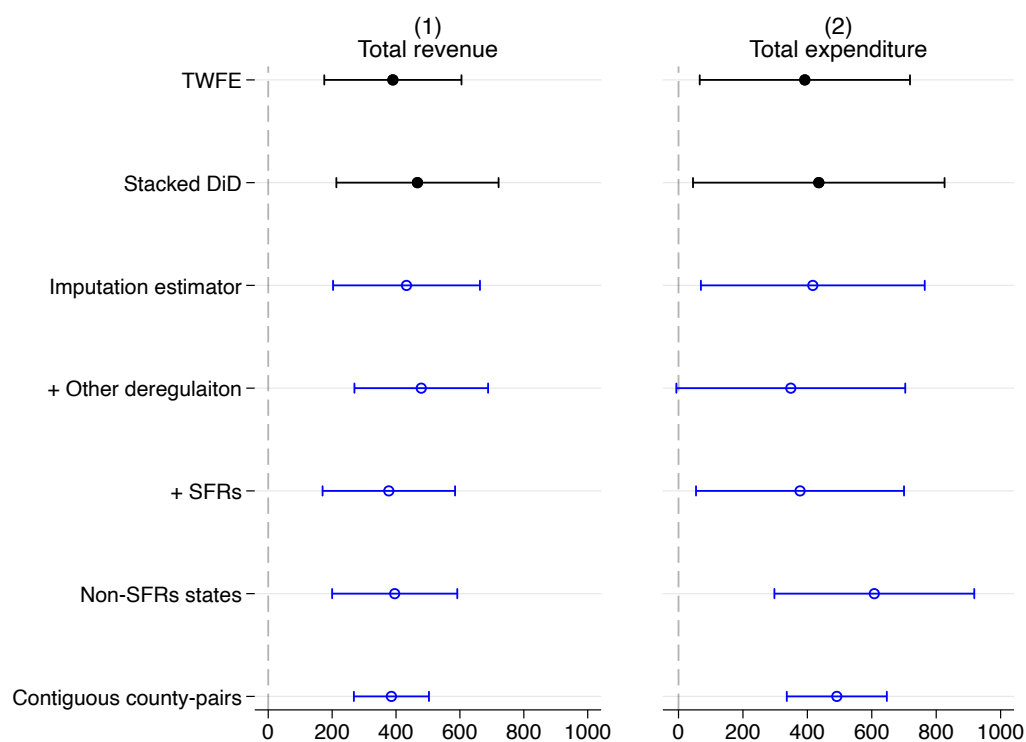 (1)
Total revenue
(2)
Total expenditure
TWFE
Stacked DiD
Imputation estimator
+ Other deregulaiton
+ SFRs
Non-SFRs states
Contiguous county-pairs
0 200 400 600 800 1000
0 200 400 600 800 1000